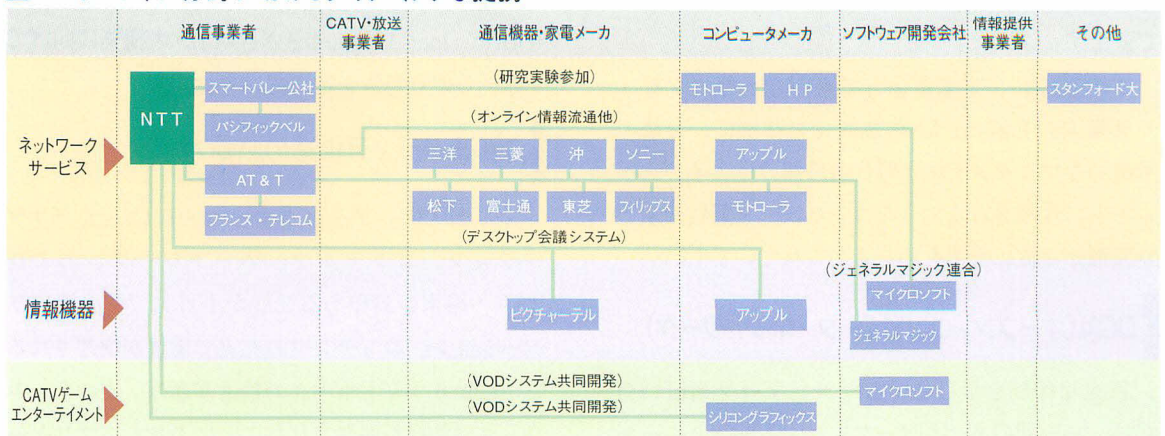 通信事業者
CATV・放送
事業者
通信機器・家電メーカ
コンピュータメーカ
ソフトウェア開発会社
情報提供
事業者
その他
ネットワーク
サービス
NTT
スマートバレー公社
パシフィックベル
(研究実験参加)
モトローラ
HP
スタンフォード大
(オンライン情報流通他)
三洋
三菱
沖
ソニー
アップル
AT&T
松下
富士通
東芝
フィリップス
モトローラ
フランス・テレコム
(デスクトップ会議システム)
(ジェネラルマジック連合)
情報機器
ピクチャーテル
アップル
マイクロソフト
ジェネラルマジック
CATVゲーム
エンターテイメント
(VODシステム共同開発)
マイクロソフト
(VODシステム共同開発)
シリコングラフィックス